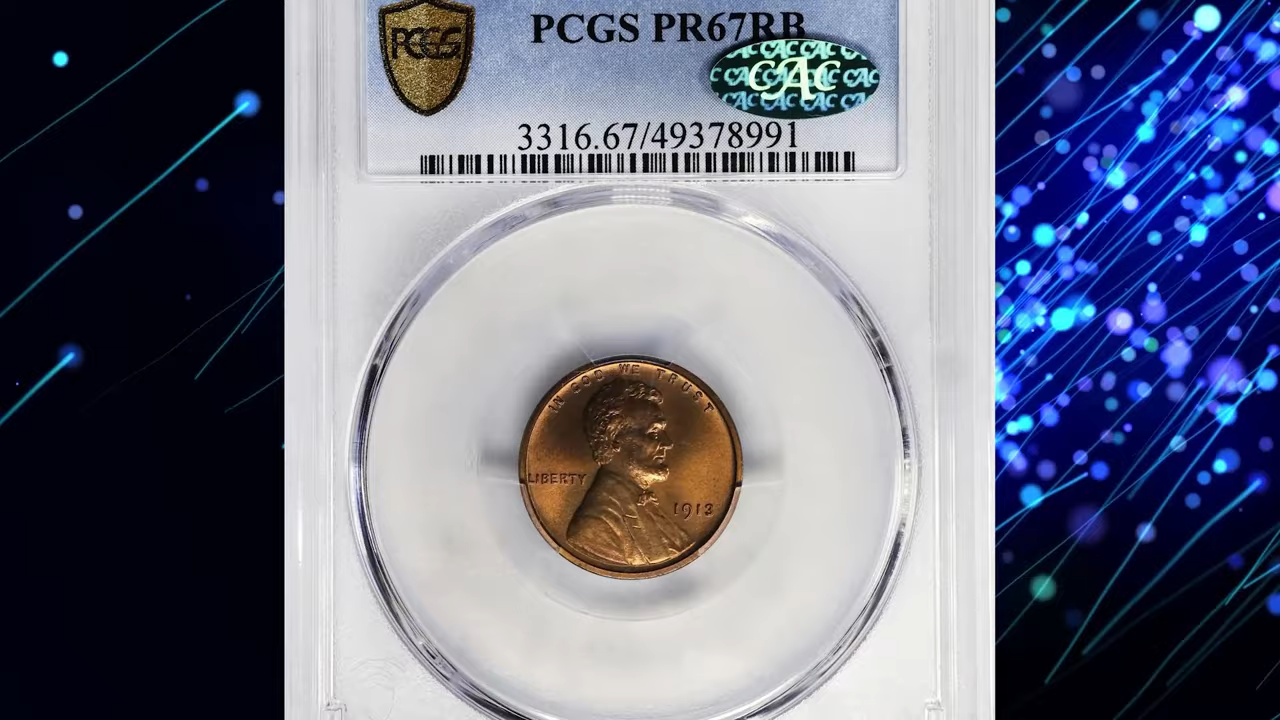 PCGS PR67RB
PCGS
CAC
3316.67/49378991
IN GOD WE TRUST
LIBERTY
1913